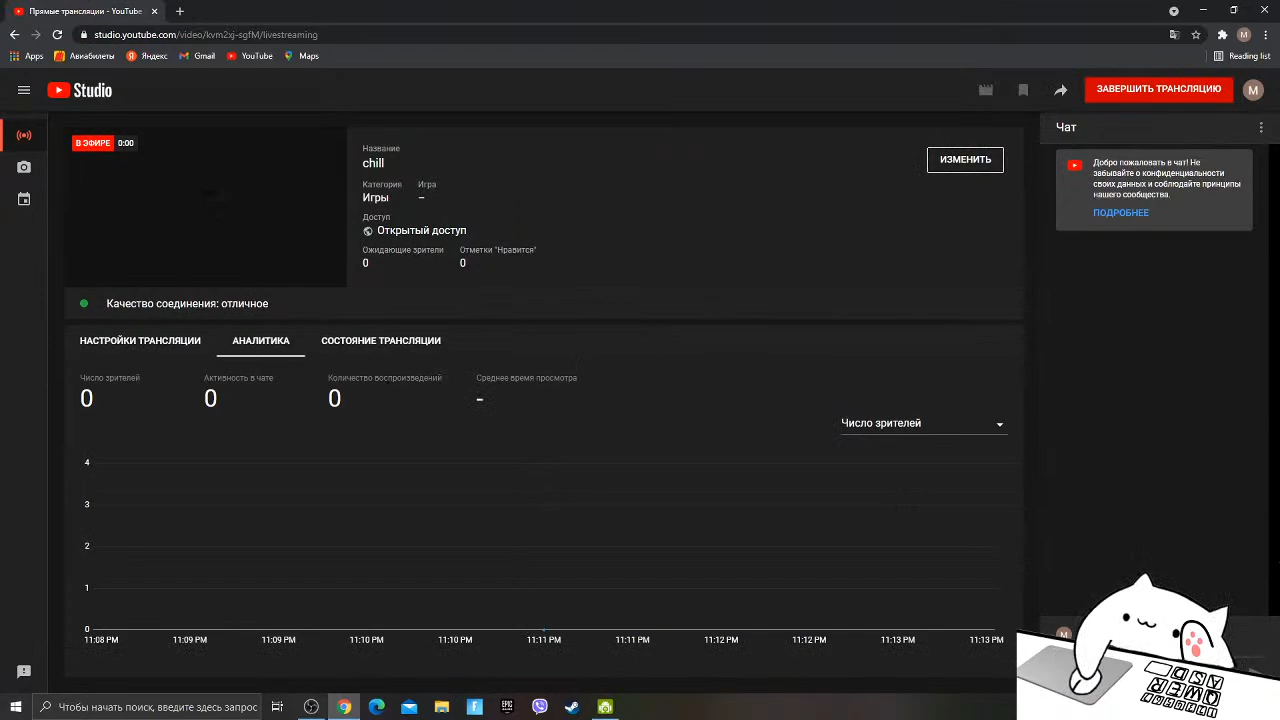 Прямые трансляции - YouTube
studio.youtube.com/video/kvm2xj-sgfM/livestreaming
M
Apps
Авиабилеты
Яндекс
Gmail
YouTube
Maps
Reading list
Studio
ЗАВЕРШИТЬ ТРАНСЛЯЦИЮ
M
В ЭФИРЕ 0:00
Название
chill
ИЗМЕНИТЬ
Категория Игра
Игры –
Доступ
Открытый доступ
Ожидающие зрители Отметки "Нравится"
0 0
Качество соединения: отличное
НАСТРОЙКИ ТРАНСЛЯЦИИ АНАЛИТИКА СОСТОЯНИЕ ТРАНСЛЯЦИИ
Число зрителей Активность в чате Количество воспроизведений Среднее время просмотра
0 0 0 -
Число зрителей
4
3
2
1
0
11:08 PM 11:09 PM 11:09 PM 11:10 PM 11:10 PM 11:11 PM 11:11 PM 11:12 PM 11:12 PM 11:13 PM 11:13 PM
Чат
Добро пожаловать в чат! Не
забывайте о конфиденциальности
своих данных и соблюдайте принципы
нашего сообщества.
ПОДРОБНЕЕ
M
Чтобы начать поиск, введите здесь запрос
EPIC
ASD
QWER